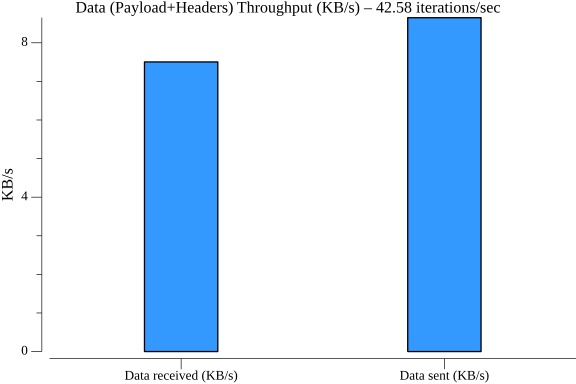 Data (Payload+Headers) Throughput (KB/s) – 42.58 iterations/sec
8
4
0
KB/s
Data received (KB/s)
Data sent (KB/s)